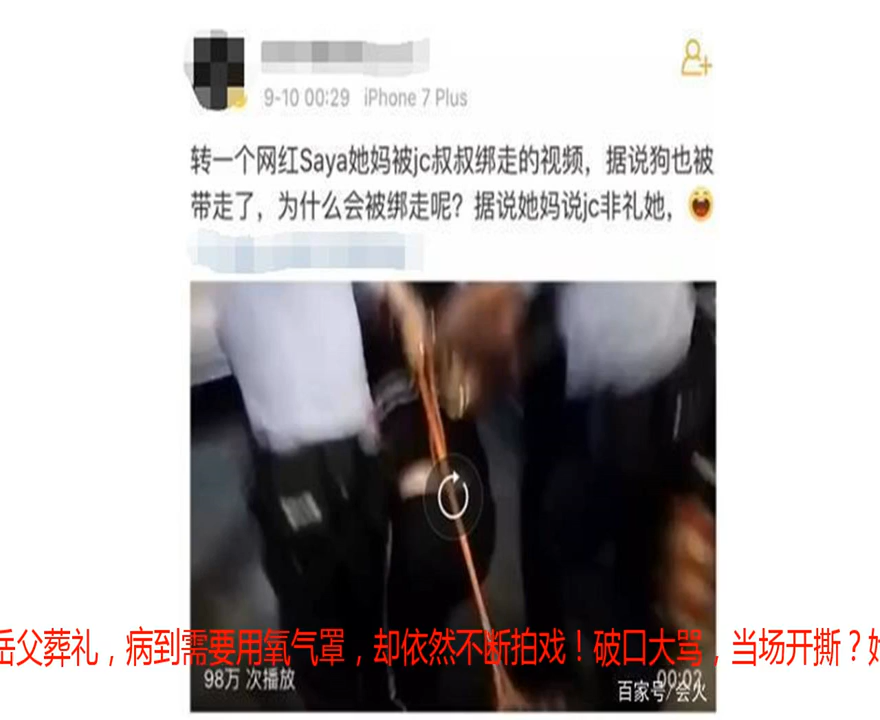 9-10 00:29 iPhone 7 Plus
转一个网红Saya她妈被jc叔叔绑走的视频，据说狗也被
带走了，为什么会被绑走呢？据说她妈说jc非礼她，
岳父葬礼，病到需要用氧气罩，却依然不断拍戏！破口大骂，当场开撕？她
98万 次播放
00:02
百家号/会火